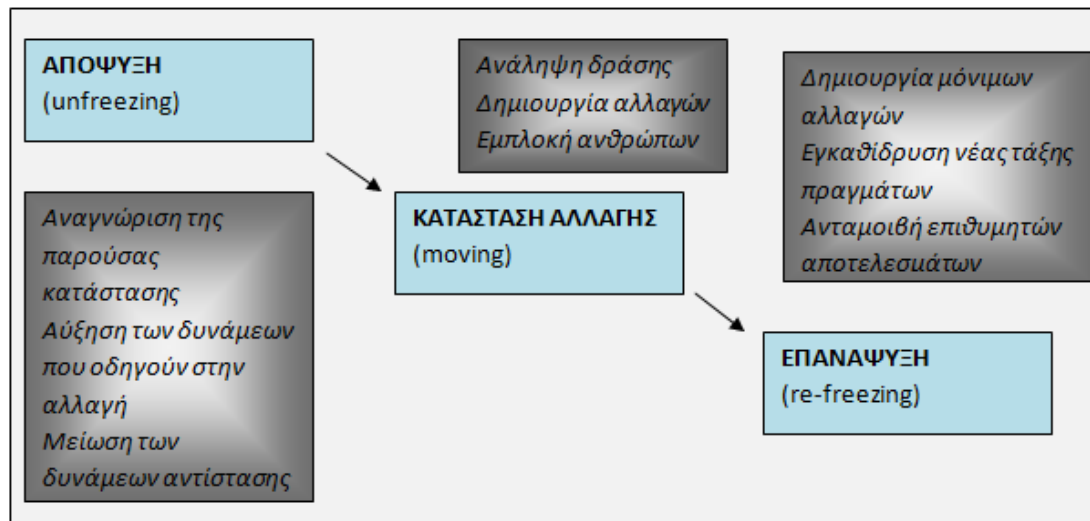 ΑΠΟΨΥΞΗ
(unfreezing)
Αναγνώριση της
παρούσας
κατάστασης
Αύξηση των δυνάμεων
που οδηγούν στην
αλλαγή
Μείωση των
δυνάμεων αντίστασης
Ανάληψη δράσης
Δημιουργία αλλαγών
Εμπλοκή ανθρώπων
ΚΑΤΑΣΤΑΣΗ ΑΛΛΑΓΗΣ
(moving)
Δημιουργία μόνιμων
αλλαγών
Εγκαθίδρυση νέας τάξης
πραγμάτων
Ανταμοιβή επιθυμητών
αποτελεσμάτων
ΕΠΑΝΑΨΥΞΗ
(re-freezing)